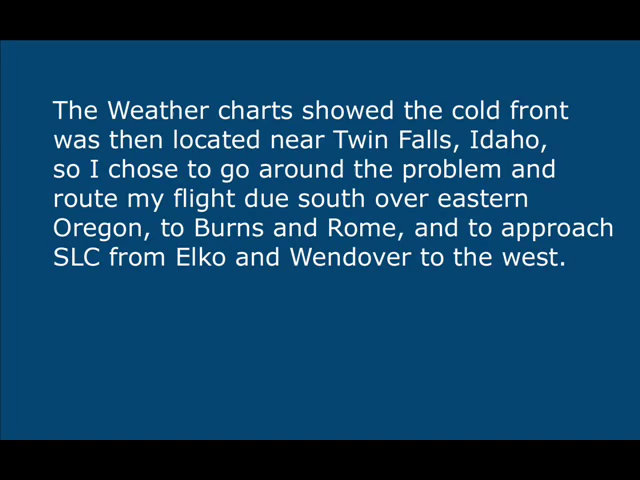 The Weather charts showed the cold front
was then located near Twin Falls, Idaho,
so I chose to go around the problem and
route my flight due south over eastern
Oregon, to Burns and Rome, and to approach
SLC from Elko and Wendover to the west.